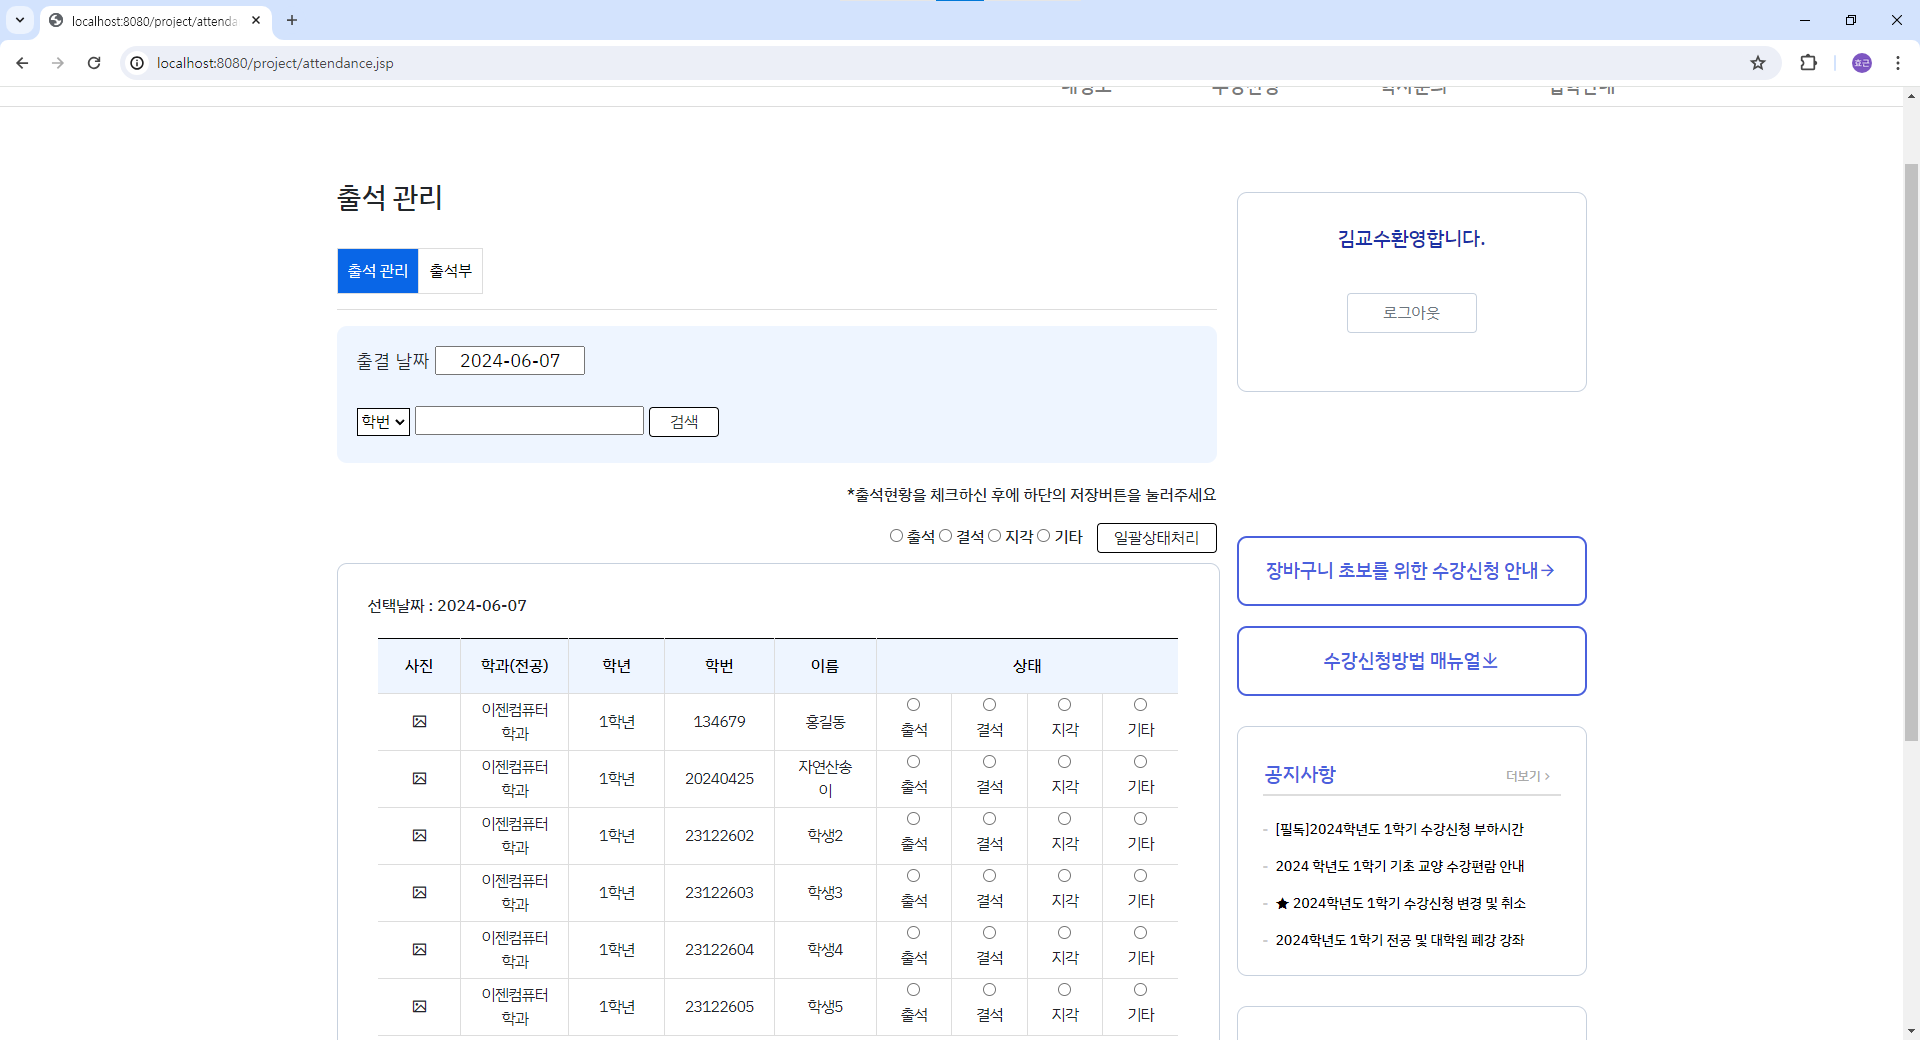 localhost:8080/project/attenda
localhost:8080/project/attendance.jsp
효근
출석 관리
출석 관리 출석부
출결 날짜 2024-06-07
학번 검색
*출석현황을 체크하신 후에 하단의 저장버튼을 눌러주세요
출석 결석 지각 기타 일괄상태처리
선택날짜 : 2024-06-07
사진 학과(전공) 학년 학번 이름 상태
이젠컴퓨터
학과 1학년 134679 홍길동 출석 결석 지각 기타
이젠컴퓨터
학과 1학년 20240425 자연산송
이 출석 결석 지각 기타
이젠컴퓨터
학과 1학년 23122602 학생2 출석 결석 지각 기타
이젠컴퓨터
학과 1학년 23122603 학생3 출석 결석 지각 기타
이젠컴퓨터
학과 1학년 23122604 학생4 출석 결석 지각 기타
이젠컴퓨터
학과 1학년 23122605 학생5 출석 결석 지각 기타
김교수환영합니다.
로그아웃
장바구니 초보를 위한 수강신청 안내→
수강신청방법 매뉴얼↓
공지사항 더보기 >
- [필독]2024학년도 1학기 수강신청 부하시간
- 2024 학년도 1학기 기초 교양 수강편람 안내
- ★ 2024학년도 1학기 수강신청 변경 및 취소
- 2024학년도 1학기 전공 및 대학원 폐강 강좌